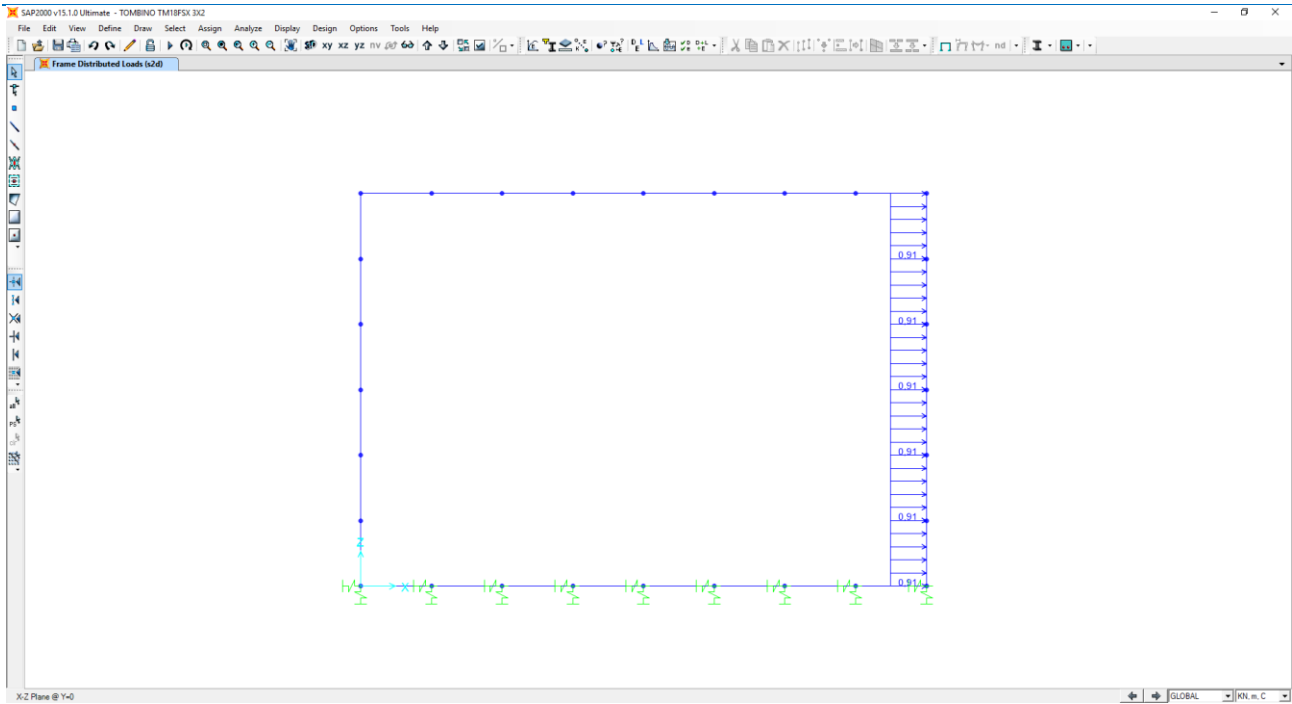 SAP2000 v15.1.0 Ultimate - TOMBINO TM18FSX 3X2
File Edit View Define Draw Select Assign Analyze Display Design Options Tools Help
3D xy xz yz nv nd
Frame Distributed Loads (s2d)
0.91
0.91
0.91
0.91
0.91
0.91
Z
X
X-Z Plane @ Y=0
GLOBAL
KN, m, C